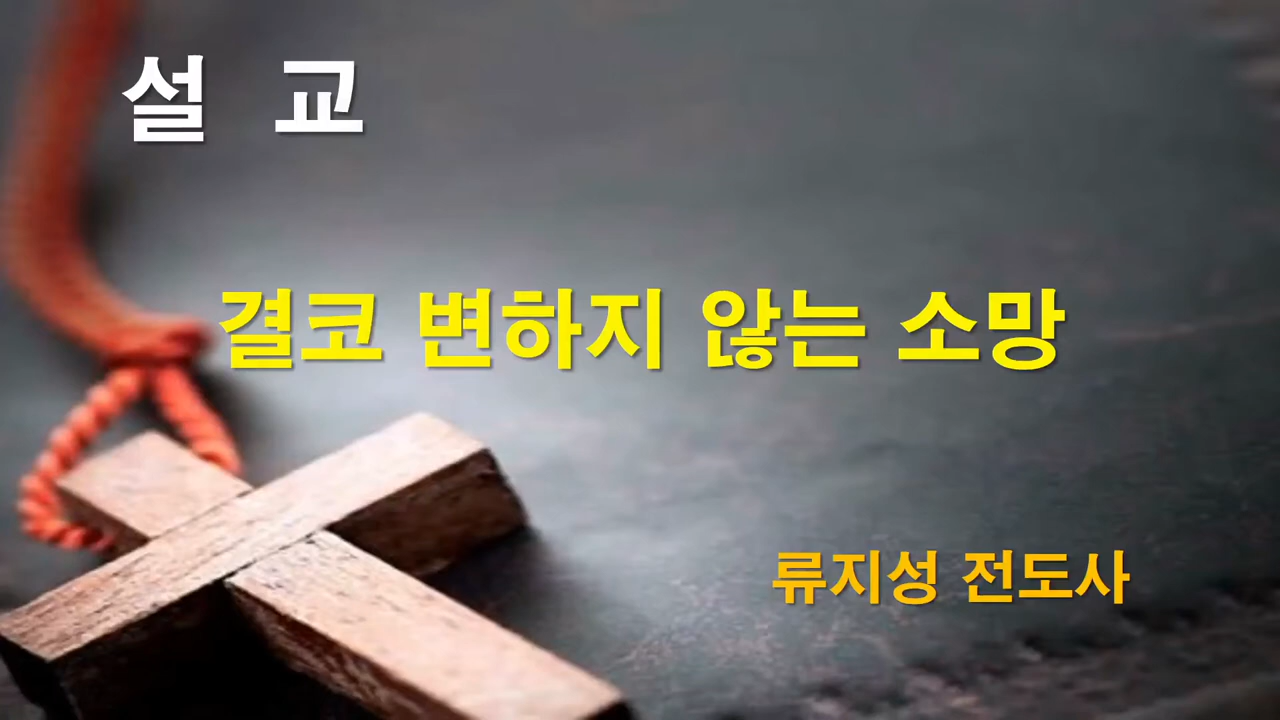 설 교
결코 변하지 않는 소망
류지성 전도사